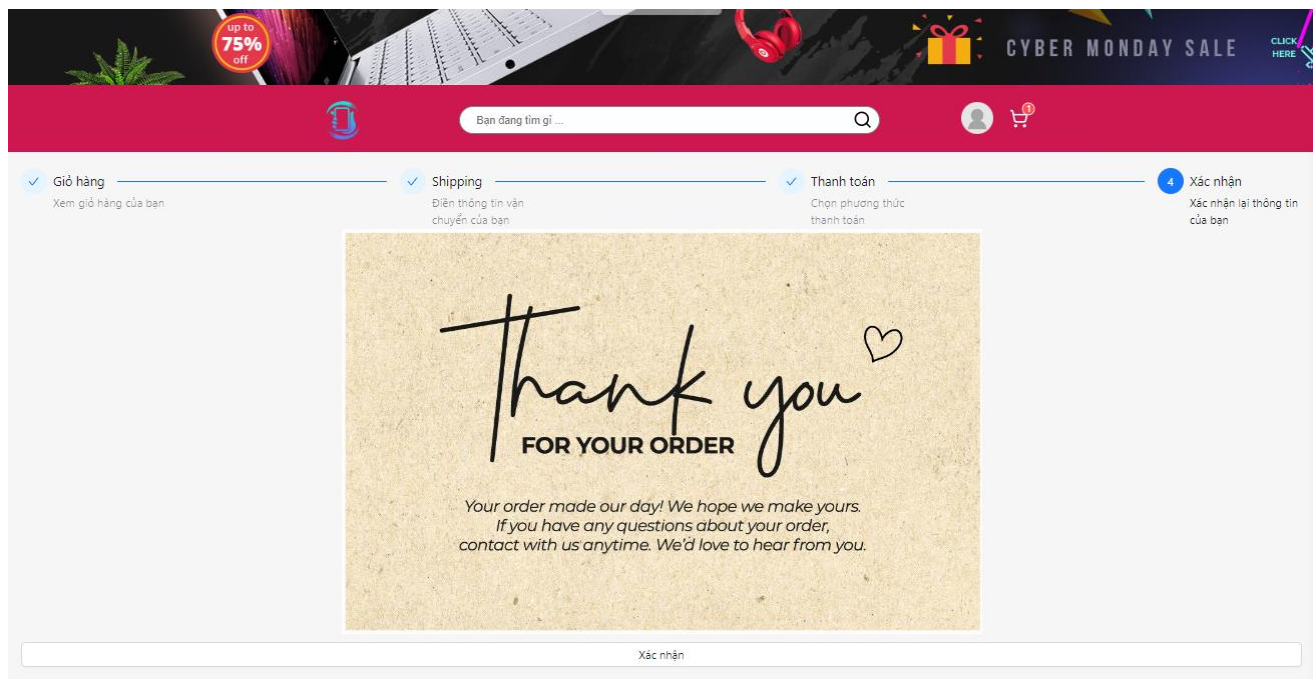 up to
75%
off
CYBER MONDAY SALE
CLICK
HERE
Bạn đang tìm gì ...
1
Giỏ hàng
Xem giỏ hàng của bạn
Shipping
Điền thông tin vận
chuyển của bạn
Thanh toán
Chọn phương thức
thanh toán
4
Xác nhận
Xác nhận lại thông tin
của bạn
Thank you
FOR YOUR ORDER
Your order made our day! We hope we make yours.
If you have any questions about your order,
contact with us anytime. We'd love to hear from you.
Xác nhận